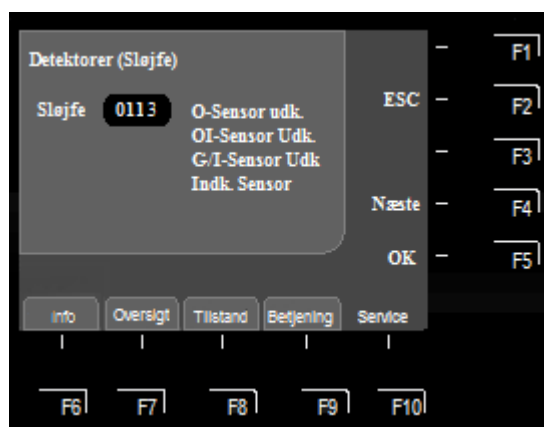 Detektorer (Sløjfe)
Sløjfe 0113 O-Sensor udk.
OI-Sensor Udk.
G/I-Sensor Udk
Indk. Sensor
ESC
Næste
OK
F1
F2
F3
F4
F5
Info Oversigt Tilstand Betjening Service
F6 F7 F8 F9 F10